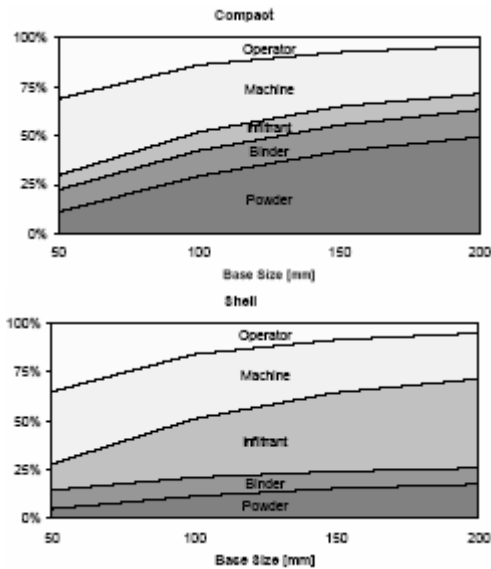 Compact
100%
Operator
75%
Machine
50%
Infiltrant
Binder
25%
Powder
0%
50 100 150 200
Base Size [mm]
Shell
100%
Operator
75%
Machine
50%
Infiltrant
25%
Binder
Powder
0%
50 100 150 200
Base Size [mm]